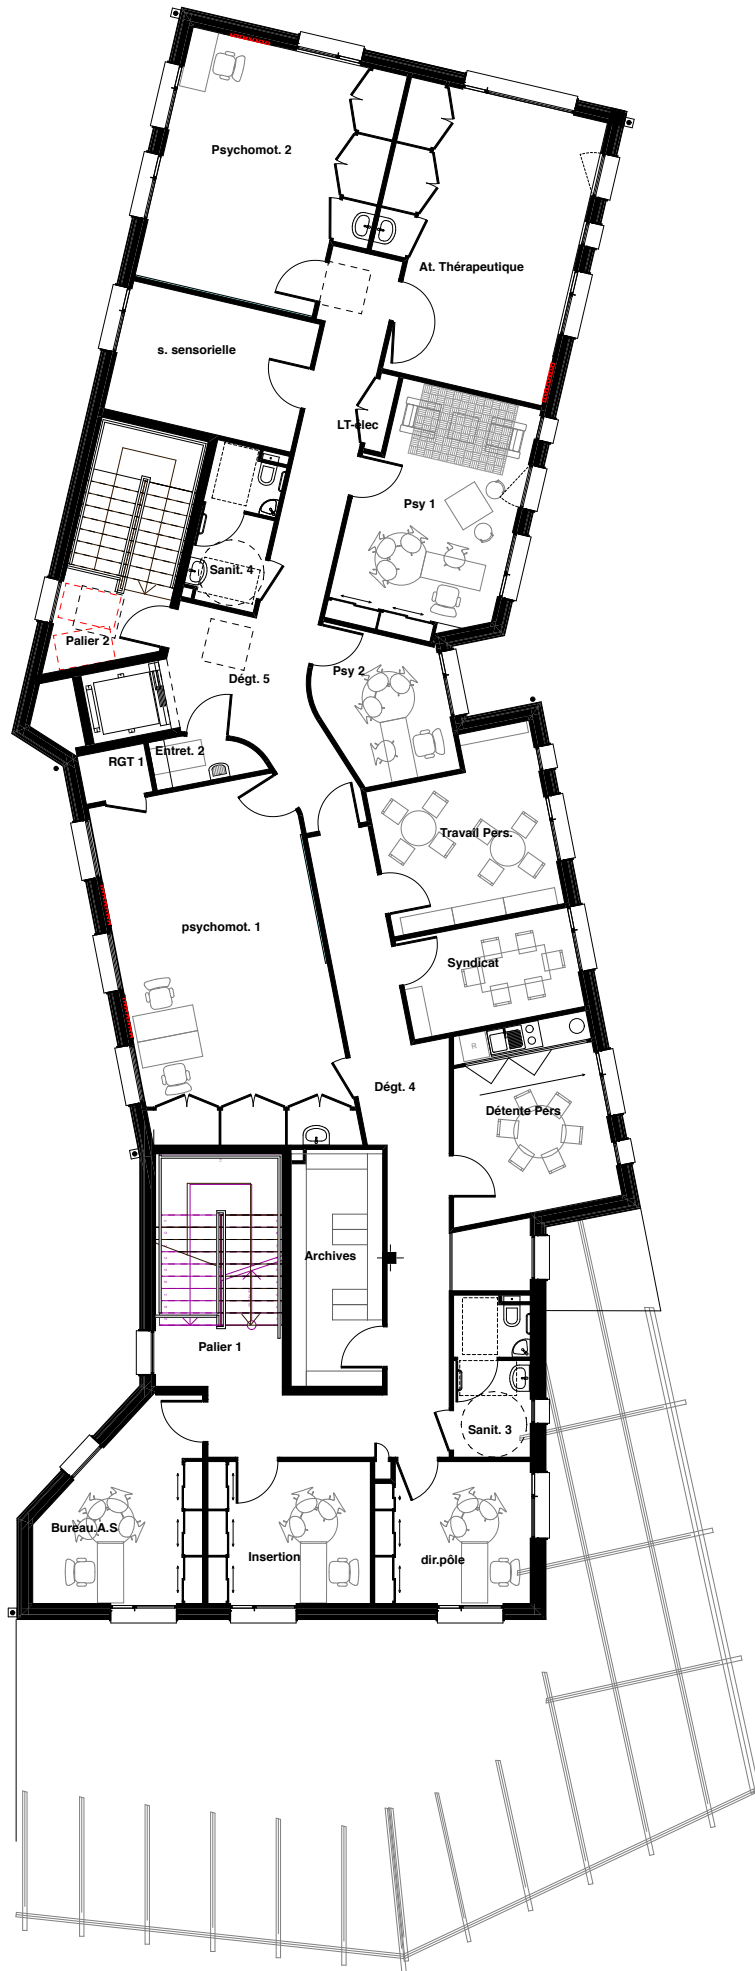 Psychomot. 2
At. Thérapeutique
s. sensorielle
LT-elec
Psy 1
Sanit. 4
Palier 2
Psy 2
Dégt. 5
Entret. 2
RGT 1
Travail Pers.
psychomot. 1
Syndicat
R
Dégt. 4
Détente Pers
Archives
Palier 1
Sanit. 3
Bureau.A.S
Insertion
dir.pôle